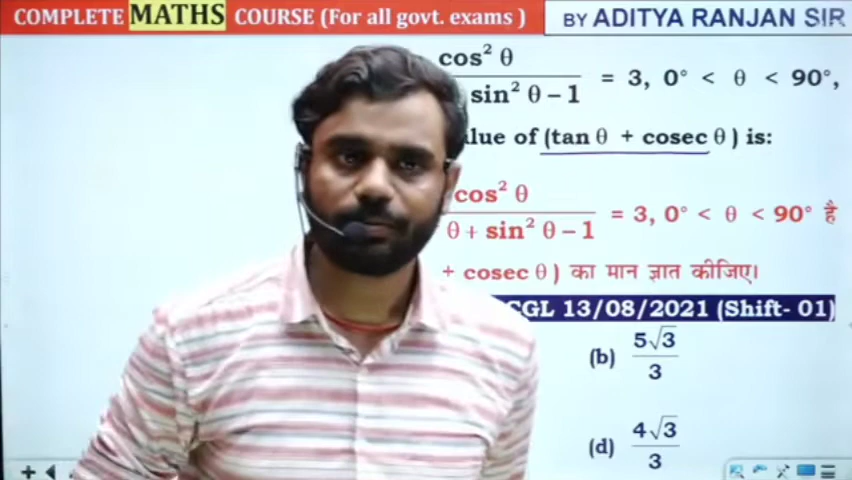 COMPLETE MATHS COURSE (For all govt. exams )
BY ADITYA RANJAN SIR
cos² θ
sin² θ – 1
= 3, 0° < θ < 90°,
of (tan θ + cosec θ ) is:
cos² θ
θ + sin² θ – 1
= 3, 0° < θ < 90° है
+ cosec θ ) का मान ज्ञात कीजिए।
CGL 13/08/2021 (Shift- 01)
(b) 5√3
3
(d) 4√3
3